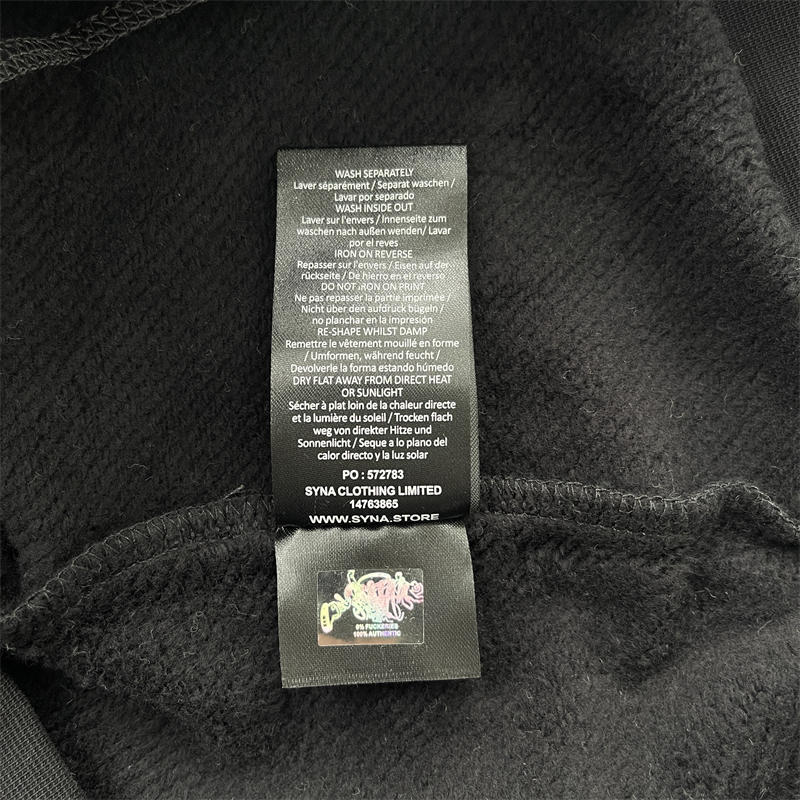 WASH SEPARATELY
Laver séparément / Separat waschen /
Lavar por separado
WASH INSIDE OUT
Laver sur l'envers / Innenseite zum
waschen nach außen wenden/ Lavar
por el reves
IRON ON REVERSE
Repasser sur l'envers / Eisen auf der
rückseite / De hierro en el reverso
DO NOT IRON ON PRINT
Ne pas repasser la partie imprimée /
Nicht über den aufdruck bügeln /
no planchar en la impresión
RE-SHAPE WHILST DAMP
Remettre le vêtement mouillé en forme
/ Umformen, während feucht /
Devolverle la forma estando húmedo
DRY FLAT AWAY FROM DIRECT HEAT
OR SUNLIGHT
Sécher à plat loin de la chaleur directe
et la lumière du soleil / Trocken flach
weg von direkter Hitze und
Sonnenlicht / Seque a lo plano del
calor directo y la luz solar
PO : 572783
SYNA CLOTHING LIMITED
14763865
WWW.SYNA.STORE
0% FUCKERIES
100% AUTHENTIC